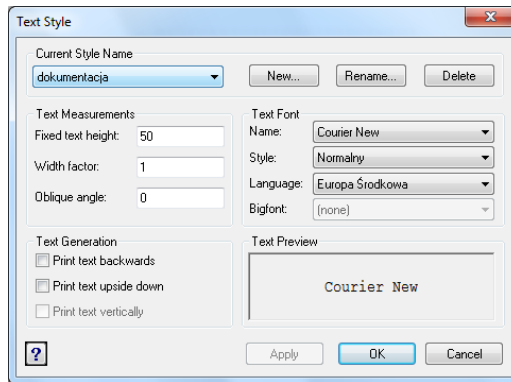 Text Style
Current Style Name
dokumentacja
New...
Rename...
Delete
Text Measurements
Fixed text height: 50
Width factor: 1
Oblique angle: 0
Text Font
Name: Courier New
Style: Normalny
Language: Europa Środkowa
Bigfont: (none)
Text Generation
Print text backwards
Print text upside down
Print text vertically
Text Preview
Courier New
?
Apply
OK
Cancel